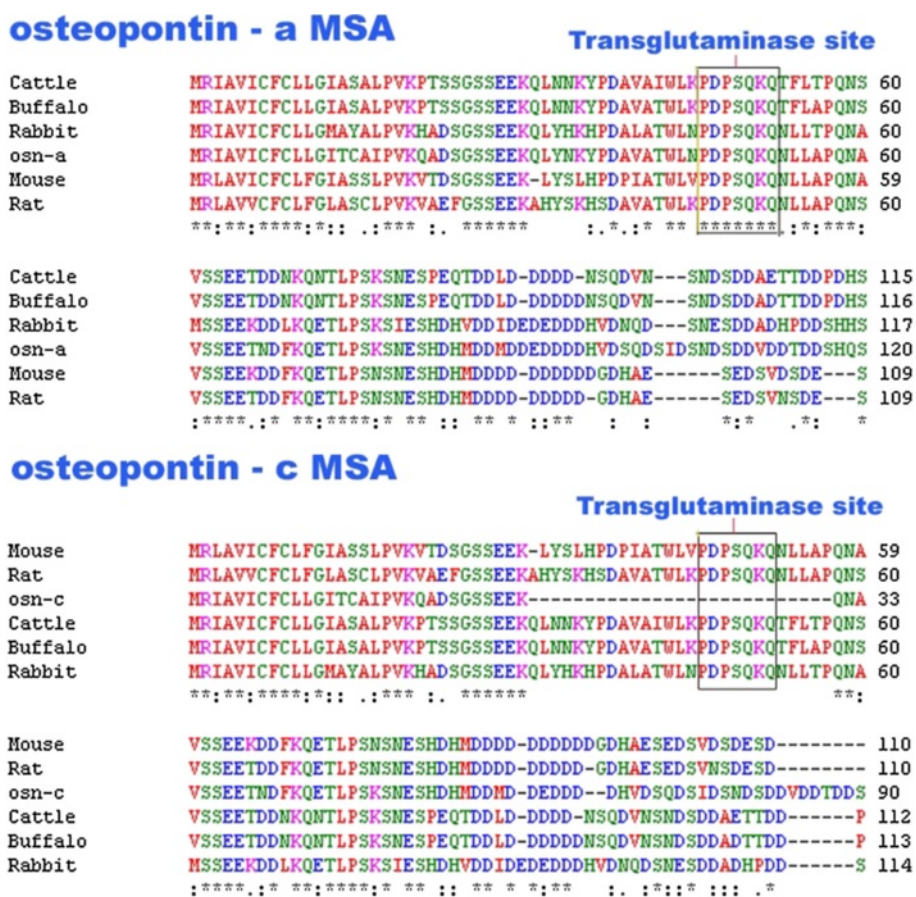 osteopontin - a MSA
Transglutaminase site
Cattle MRIAVICFCLLGIASALPVKPTSSGSSEEKQLNNKYPDAVAIWLKPDPSQKQTFLTPQNS 60
Buffalo MRIAVICFCLLGIASALPVKPTSSGSSEEKQLNNKYPDAVATWLKPDPSQKQTFLAPQNS 60
Rabbit MRIAVICFCLLGMAYALPVKHADSGSSEEKQLYHKHPDALATWLNPDPSQKQNLLTPQNA 60
osn-a MRIAVICFCLLGITCAIPVKQADSGSSEEKQLYNKYPDAVATWLNPDPSQKQNLLAPQNA 60
Mouse MRLAVICFCLFGIASSLPVKVTDSGSSEEK-LYSLHPDPIATWLVPDPSQKQNLLAPQNA 59
Rat MRLAVVCFCLFGLASCLPVKVAEFGSSEEKAHYSKHSDAVATWLKPDPSQKQNLLAPQNS 60
**:**:****:*:: .:*** :. ****** :.*.:* ** *******.:*:***:
Cattle VSSEETDDNKQNTLPSKSNESPEQTDDLD-DDDD-NSQDVN---SNDSDDAETTDDPDHS 115
Buffalo VSSEETDDNKQNTLPSKSNESPEQTDDLD-DDDDDNSQDVN---SNDSDDADTTDDPDHS 116
Rabbit MSSEEKDDLKQETLPSKSIESHDHVDDIDEDEDDDHVDNQD---SNESDDADHPDDSHHS 117
osn-a VSSEETNDFKQETLPSKSNESHDHMDDMDDEDDDDHVDSQDSIDSNDSDDVDDTDDSHQS 120
Mouse VSSEEKDDFKQETLPSNSNESHDHMDDDD-DDDDDDGDHAE------SEDSVDSDE---S 109
Rat VSSEETDDFKQETLPSNSNESHDHMDDDD-DDDDD-GDHAE------SEDSVNSDE---S 109
:****.:* **:****:* ** :: ** * :::** : : *:* .*: *
osteopontin - c MSA
Transglutaminase site
Mouse MRLAVICFCLFGIASSLPVKVTDSGSSEEK-LYSLHPDPIATWLVPDPSQKQNLLAPQNA 59
Rat MRLAVVCFCLFGLASCLPVKVAEFGSSEEKAHYSKHSDAVATWLKPDPSQKQNLLAPQNS 60
osn-c MRIAVICFCLLGITCAIPVKQADSGSSEEK---------------------------QNA 33
Cattle MRIAVICFCLLGIASALPVKPTSSGSSEEKQLNNKYPDAVAIWLKPDPSQKQTFLTPQNS 60
Buffalo MRIAVICFCLLGIASALPVKPTSSGSSEEKQLNNKYPDAVATWLKPDPSQKQTFLAPQNS 60
Rabbit MRIAVICFCLLGMAYALPVKHADSGSSEEKQLYHKHPDALATWLNPDPSQKQNLLTPQNA 60
**:**:****:*:: .:*** :. ****** **:
Mouse VSSEEKDDFKQETLPSNSNESHDHMDDDD-DDDDDDGDHAESEDSVDSDESD-------- 110
Rat VSSEETDDFKQETLPSNSNESHDHMDDDD-DDDDD-GDHAESEDSVNSDESD-------- 110
osn-c VSSEETNDFKQETLPSKSNESHDHMDDMD-DEDDD--DHVDSQDSIDSNDSDDVDDTDDS 90
Cattle VSSEETDDNKQNTLPSKSNESPEQTDDLD-DDDD-NSQDVNSNDSDDAETTDD------P 112
Buffalo VSSEETDDNKQNTLPSKSNESPEQTDDLD-DDDDDNSQDVNSNDSDDADTTDD------P 113
Rabbit MSSEEKDDLKQETLPSKSIESHDHVDDIDEDEDDDHVDNQDSNESDDADHPDD------S 114
:****.:* **:****:* ** :: ** * *:** :. :*::* ::: .*